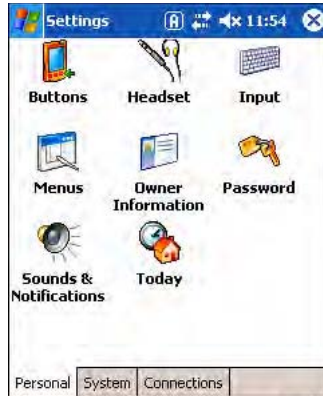 Settings A 11:54
Buttons Headset Input
Menus Owner Information Password
Sounds & Notifications Today
Personal System Connections